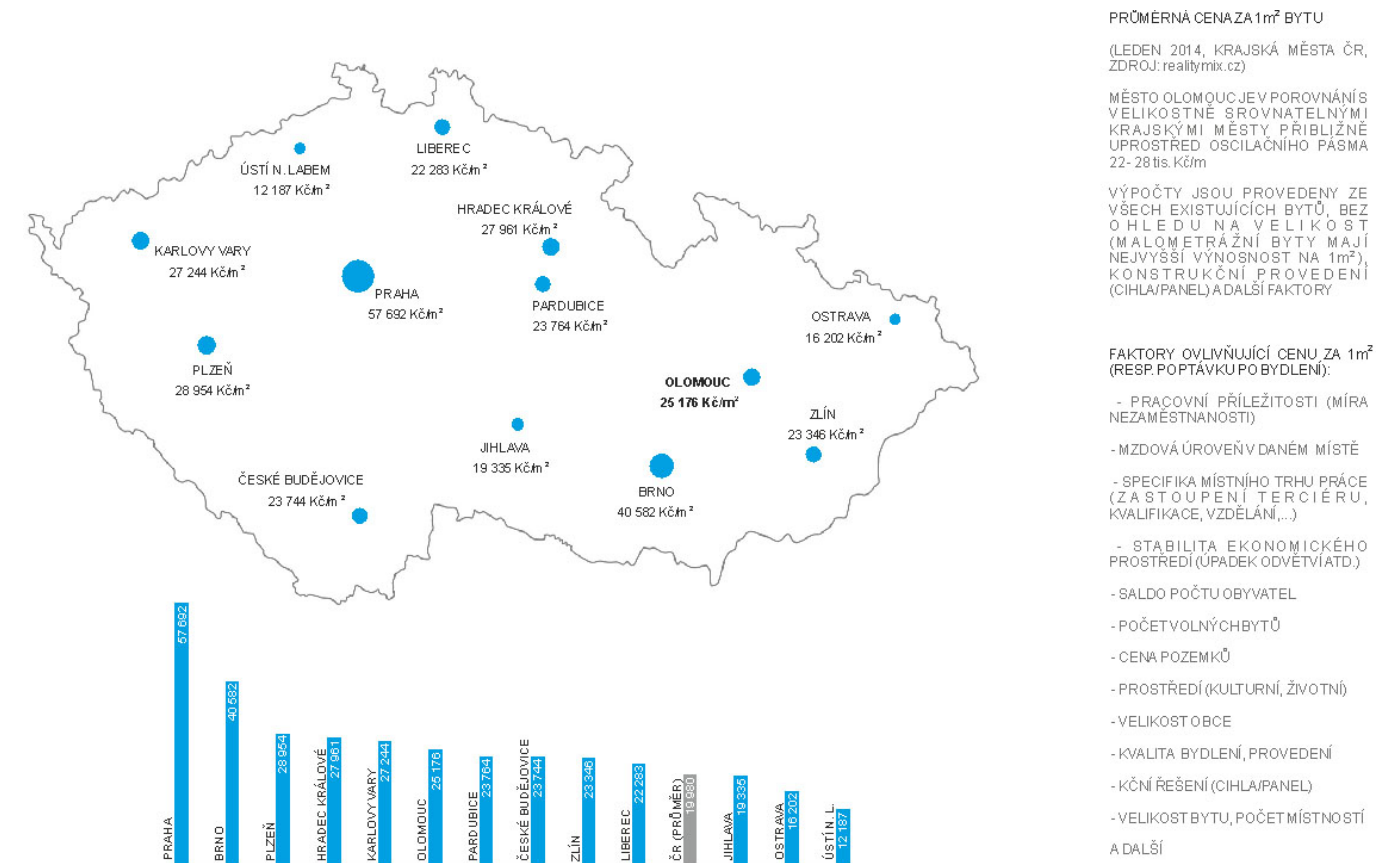 PRŮMĚRNÁ CENA ZA 1m² BYTU
(LEDEN 2014, KRAJSKÁ MĚSTA ČR,
ZDROJ: realitymix.cz)
MĚSTO OLOMOUC JE V POROVNÁNÍ S
VELIKOSTNĚ SROVNATELNÝMI
KRAJSKÝMI MĚSTY PŘIBLIŽNĚ
UPROSTŘED OSCILAČNÍHO PÁSMA
22- 28 tis. Kč/m
VÝPOČTY JSOU PROVEDENY ZE
VŠECH EXISTUJÍCÍCH BYTŮ, BEZ
OHLEDU NA VELIKOST
(MALOMETRÁŽNÍ BYTY MAJÍ
NEJVYŠŠÍ VÝNOSNOST NA 1m²),
KONSTRUKČNÍ PROVEDENÍ
(CIHLA/PANEL) A DALŠÍ FAKTORY
FAKTORY OVLIVŇUJÍCÍ CENU ZA 1m²
(RESP. POPTÁVKU PO BYDLENÍ):
- PRACOVNÍ PŘÍLEŽITOSTI (MÍRA
NEZAMĚSTNANOSTI)
- MZDOVÁ ÚROVEŇ V DANÉM MÍSTĚ
- SPECIFIKA MÍSTNÍHO TRHU PRÁCE
(ZASTOUPENÍ TERCIÉRU,
KVALIFIKACE, VZDĚLÁNÍ,...)
- STABILITA EKONOMICKÉHO
PROSTŘEDÍ (ÚPADEK ODVĚTVÍ ATD.)
- SALDO POČTU OBYVATEL
- POČET VOLNÝCH BYTŮ
- CENA POZEMKŮ
- PROSTŘEDÍ (KULTURNÍ, ŽIVOTNÍ)
- VELIKOST OBCE
- KVALITA BYDLENÍ, PROVEDENÍ
- KČNÍ ŘEŠENÍ (CIHLA/PANEL)
- VELIKOST BYTU, POČET MÍSTNOSTÍ
A DALŠÍ
LIBEREC
22 283 Kč/m²
ÚSTÍ N. LABEM
12 187 Kč/m²
HRADEC KRÁLOVÉ
27 961 Kč/m²
KARLOVY VARY
27 244 Kč/m²
PRAHA
57 692 Kč/m²
PARDUBICE
23 764 Kč/m²
OSTRAVA
16 202 Kč/m²
PLZEŇ
28 954 Kč/m²
OLOMOUC
25 176 Kč/m²
ZLÍN
23 346 Kč/m²
JIHLAVA
19 335 Kč/m²
ČESKÉ BUDĚJOVICE
23 744 Kč/m²
BRNO
40 582 Kč/m²
PRAHA
57 692
BRNO
40 582
PLZEŇ
28 954
HRADEC KRÁLOVÉ
27 961
KARLOVY VARY
27 244
OLOMOUC
25 176
PARDUBICE
23 764
ČESKÉ BUDĚJOVICE
23 744
ZLÍN
23 346
LIBEREC
22 283
ČR (PRŮMĚR)
19 980
JIHLAVA
19 335
OSTRAVA
16 202
ÚSTÍ N. L.
12 187